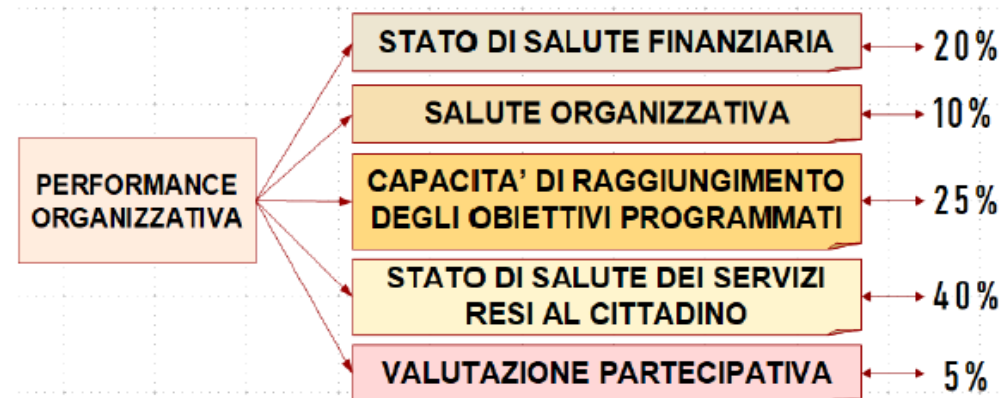 STATO DI SALUTE FINANZIARIA
20%
SALUTE ORGANIZZATIVA
10%
PERFORMANCE
ORGANIZZATIVA
CAPACITA' DI RAGGIUNGIMENTO
DEGLI OBIETTIVI PROGRAMMATI
25%
STATO DI SALUTE DEI SERVIZI
RESI AL CITTADINO
40%
VALUTAZIONE PARTECIPATIVA
5%